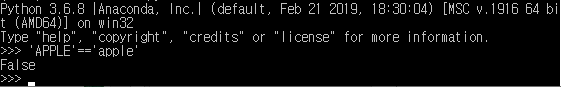 Python 3.6.8 |Anaconda, Inc.| (default, Feb 21 2019, 18:30:04) [MSC v.1916 64 bi
t (AMD64)] on win32
Type "help", "copyright", "credits" or "license" for more information.
>>> 'APPLE'=='apple'
False
>>>